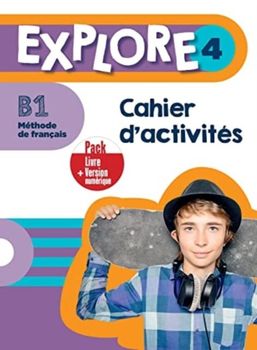 EXPLORE 4
B1
Méthode de français
Cahier
d'activités
Pack
Livre
+ Version
numérique